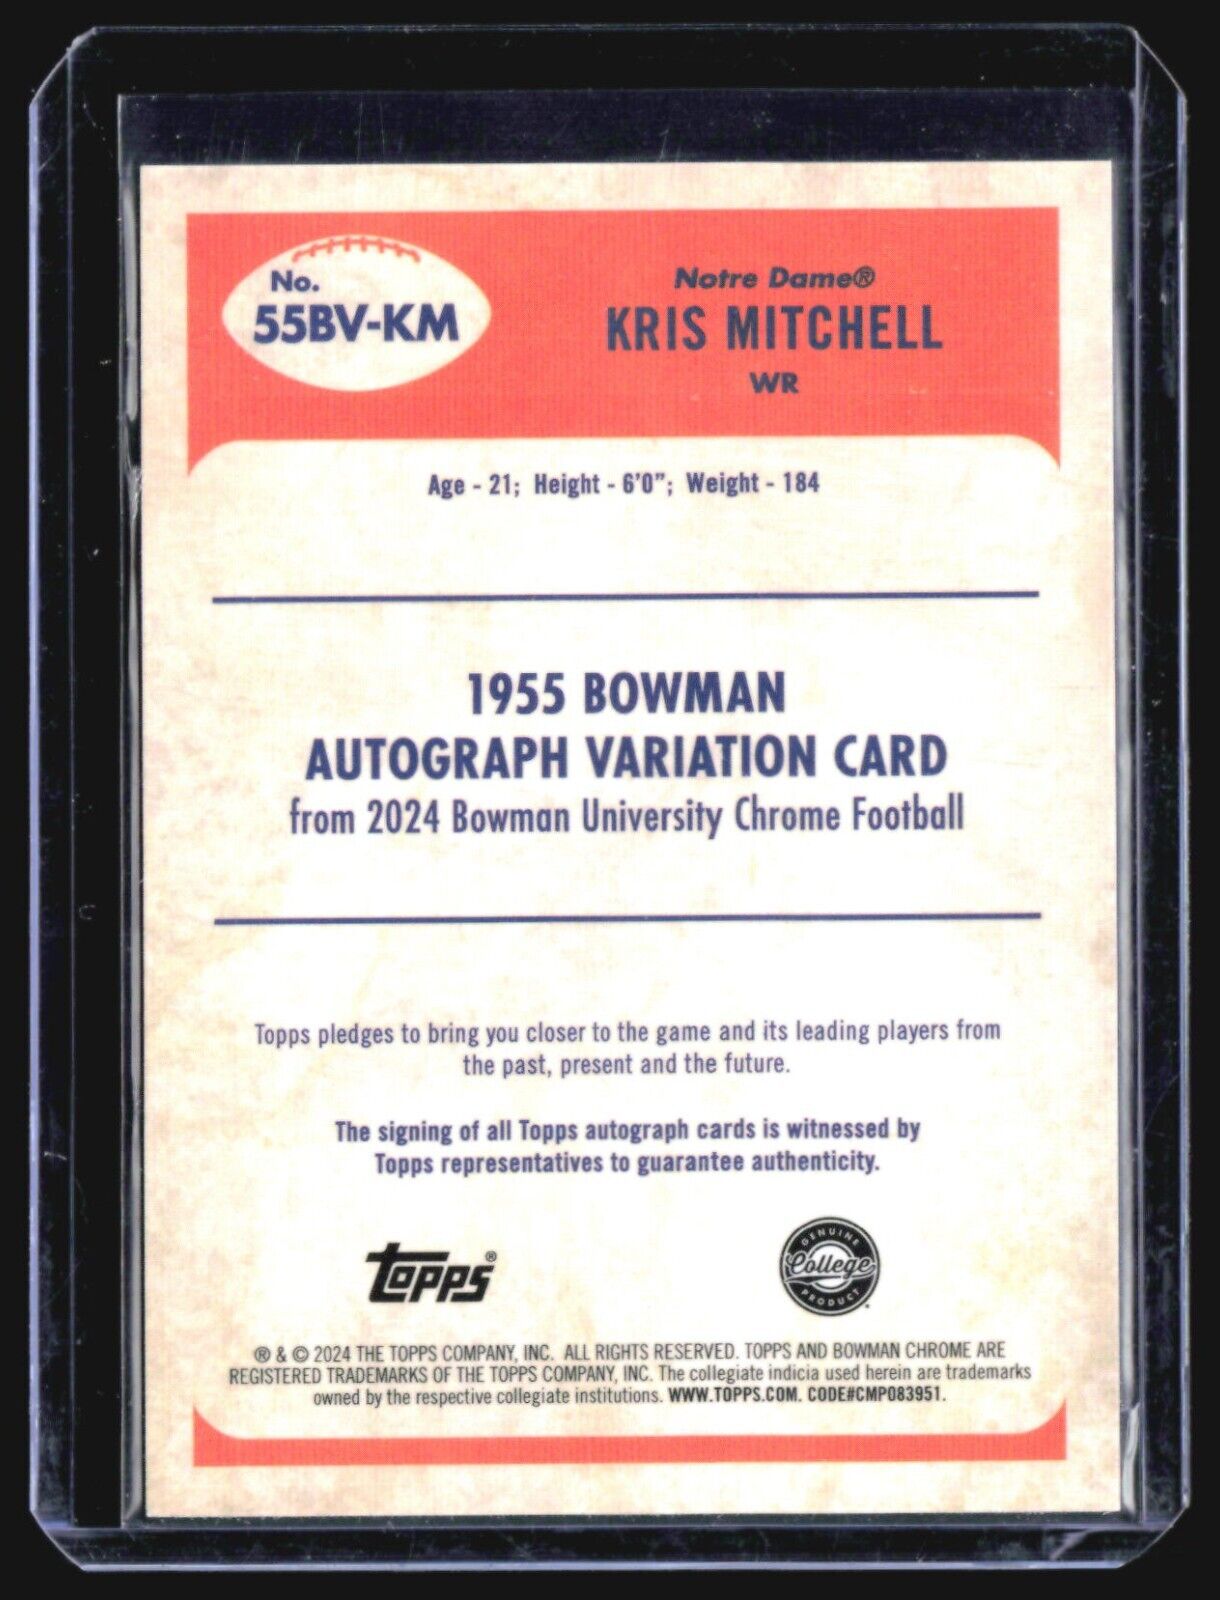 No.
55BV-KM
Notre Dame®
KRIS MITCHELL
WR
Age - 21; Height - 6'0"; Weight - 184
1955 BOWMAN
AUTOGRAPH VARIATION CARD
from 2024 Bowman University Chrome Football
Topps pledges to bring you closer to the game and its leading players from
the past, present and the future.
The signing of all Topps autograph cards is witnessed by
Topps representatives to guarantee authenticity.
topps®
GENUINE
College
PRODUCT
® & © 2024 THE TOPPS COMPANY, INC. ALL RIGHTS RESERVED. TOPPS AND BOWMAN CHROME ARE
REGISTERED TRADEMARKS OF THE TOPPS COMPANY, INC. The collegiate indicia used herein are trademarks
owned by the respective collegiate institutions. WWW.TOPPS.COM. CODE#CMP083951.